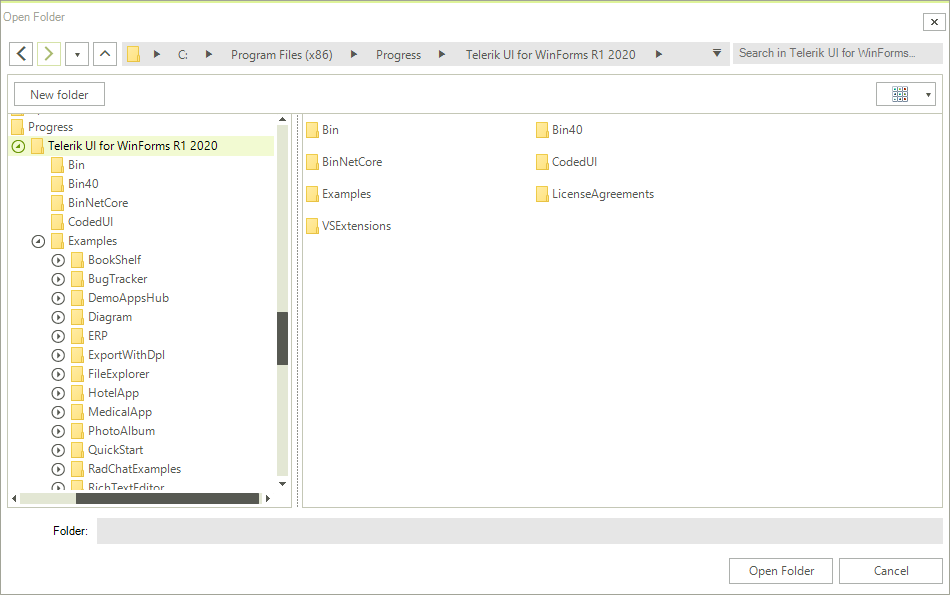 Open Folder
C: Program Files (x86) Progress Telerik UI for WinForms R1 2020 Search in Telerik UI for WinForms...
New folder
Progress
Telerik UI for WinForms R1 2020
Bin
Bin40
BinNetCore
CodedUI
Examples
BookShelf
BugTracker
DemoAppsHub
Diagram
ERP
ExportWithDpl
FileExplorer
HotelApp
MedicalApp
PhotoAlbum
QuickStart
RadChatExamples
RichTextEditor
Bin Bin40
BinNetCore CodedUI
Examples LicenseAgreements
VSExtensions
Folder:
Open Folder Cancel